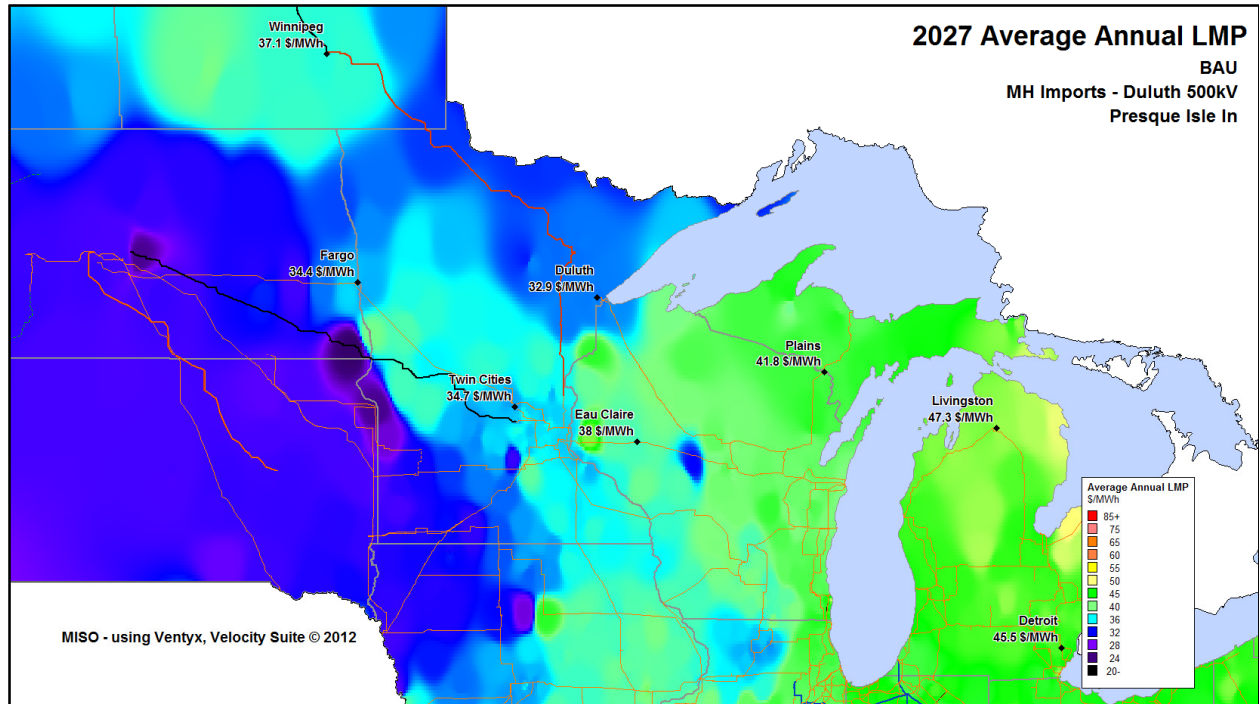 2027 Average Annual LMP
BAU
MH Imports - Duluth 500kV
Presque Isle In
Winnipeg
37.1 $/MWh
Fargo
34.4 $/MWh
Duluth
32.9 $/MWh
Plains
41.8 $/MWh
Twin Cities
34.7 $/MWh
Eau Claire
38 $/MWh
Livingston
47.3 $/MWh
Detroit
45.5 $/MWh
Average Annual LMP
$/MWh
85+
75
65
60
55
50
45
40
36
32
28
24
20-
MISO - using Ventyx, Velocity Suite © 2012